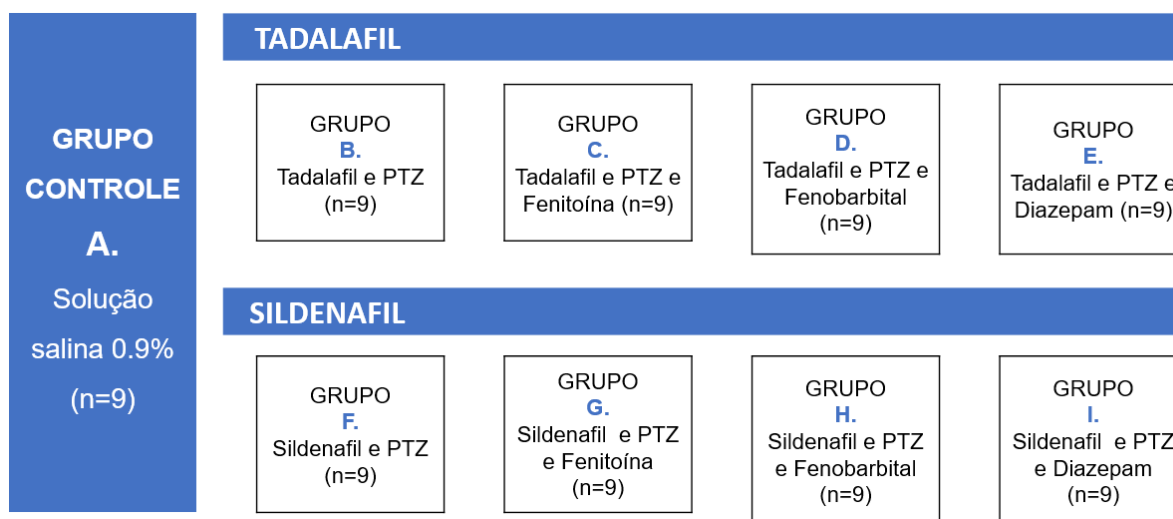 GRUPO
CONTROLE
A.
Solução
salina 0.9%
(n=9)
TADALAFIL
GRUPO
B.
Tadalafil e PTZ
(n=9)
GRUPO
C.
Tadalafil e PTZ e
Fenitoína (n=9)
GRUPO
D.
Tadalafil e PTZ e
Fenobarbital
(n=9)
GRUPO
E.
Tadalafil e PTZ e
Diazepam (n=9)
SILDENAFIL
GRUPO
F.
Sildenafil e PTZ
(n=9)
GRUPO
G.
Sildenafil e PTZ
e Fenitoína
(n=9)
GRUPO
H.
Sildenafil e PTZ
e Fenobarbital
(n=9)
GRUPO
I.
Sildenafil e PTZ
e Diazepam
(n=9)